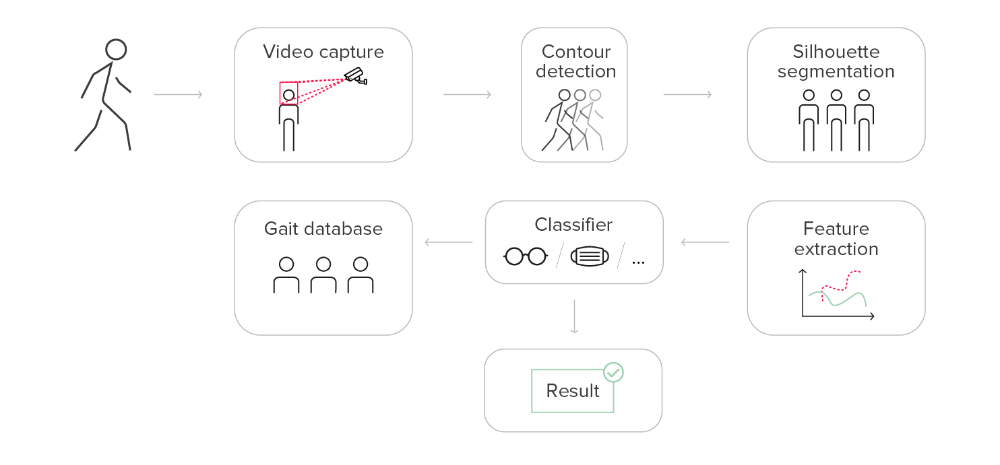 Video capture
Contour
detection
Silhouette
segmentation
Gait database
Classifier
...
Feature
extraction
Result